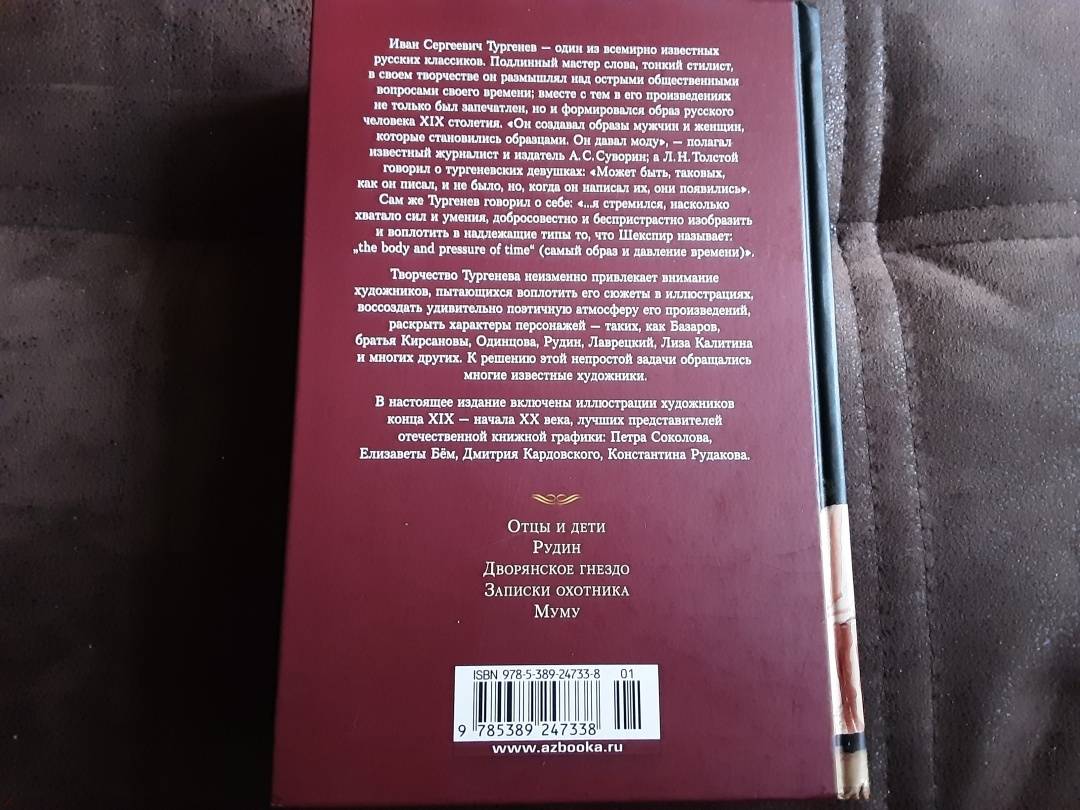 Иван Сергеевич Тургенев — один из всемирно известных
русских классиков. Подлинный мастер слова, тонкий стилист,
в своем творчестве он размышлял над острыми общественными
вопросами своего времени; вместе с тем в его произведениях
не только был запечатлен, но и формировался образ русского
человека XIX столетия. «Он создавал образы мужчин и женщин,
которые становились образцами. Он давал моду», — полагал
известный журналист и издатель А. С. Суворин; а Л. Н. Толстой
говорил о тургеневских девушках: «Может быть, таковых,
как он писал, и не было, но, когда он написал их, они появились».
Сам же Тургенев говорил о себе: «...я стремился, насколько
хватало сил и умения, добросовестно и беспристрастно изобразить
и воплотить в надлежащие типы то, что Шекспир называет:
„the body and pressure of time“ (самый образ и давление времени)».
Творчество Тургенева неизменно привлекает внимание
художников, пытающихся воплотить его сюжеты в иллюстрациях,
воссоздать удивительно поэтичную атмосферу его произведений,
раскрыть характеры персонажей — таких, как Базаров,
братья Кирсановы, Одинцова, Рудин, Лаврецкий, Лиза Калитина
и многих других. К решению этой непростой задачи обращались
многие известные художники.
В настоящее издание включены иллюстрации художников
конца XIX — начала XX века, лучших представителей
отечественной книжной графики: Петра Соколова,
Елизаветы Бём, Дмитрия Кардовского, Константина Рудакова.
Отцы и дети
Рудин
Дворянское гнездо
Записки охотника
Муму
ISBN 978-5-389-24733-8 01
9 785389 247338
www.azbooka.ru